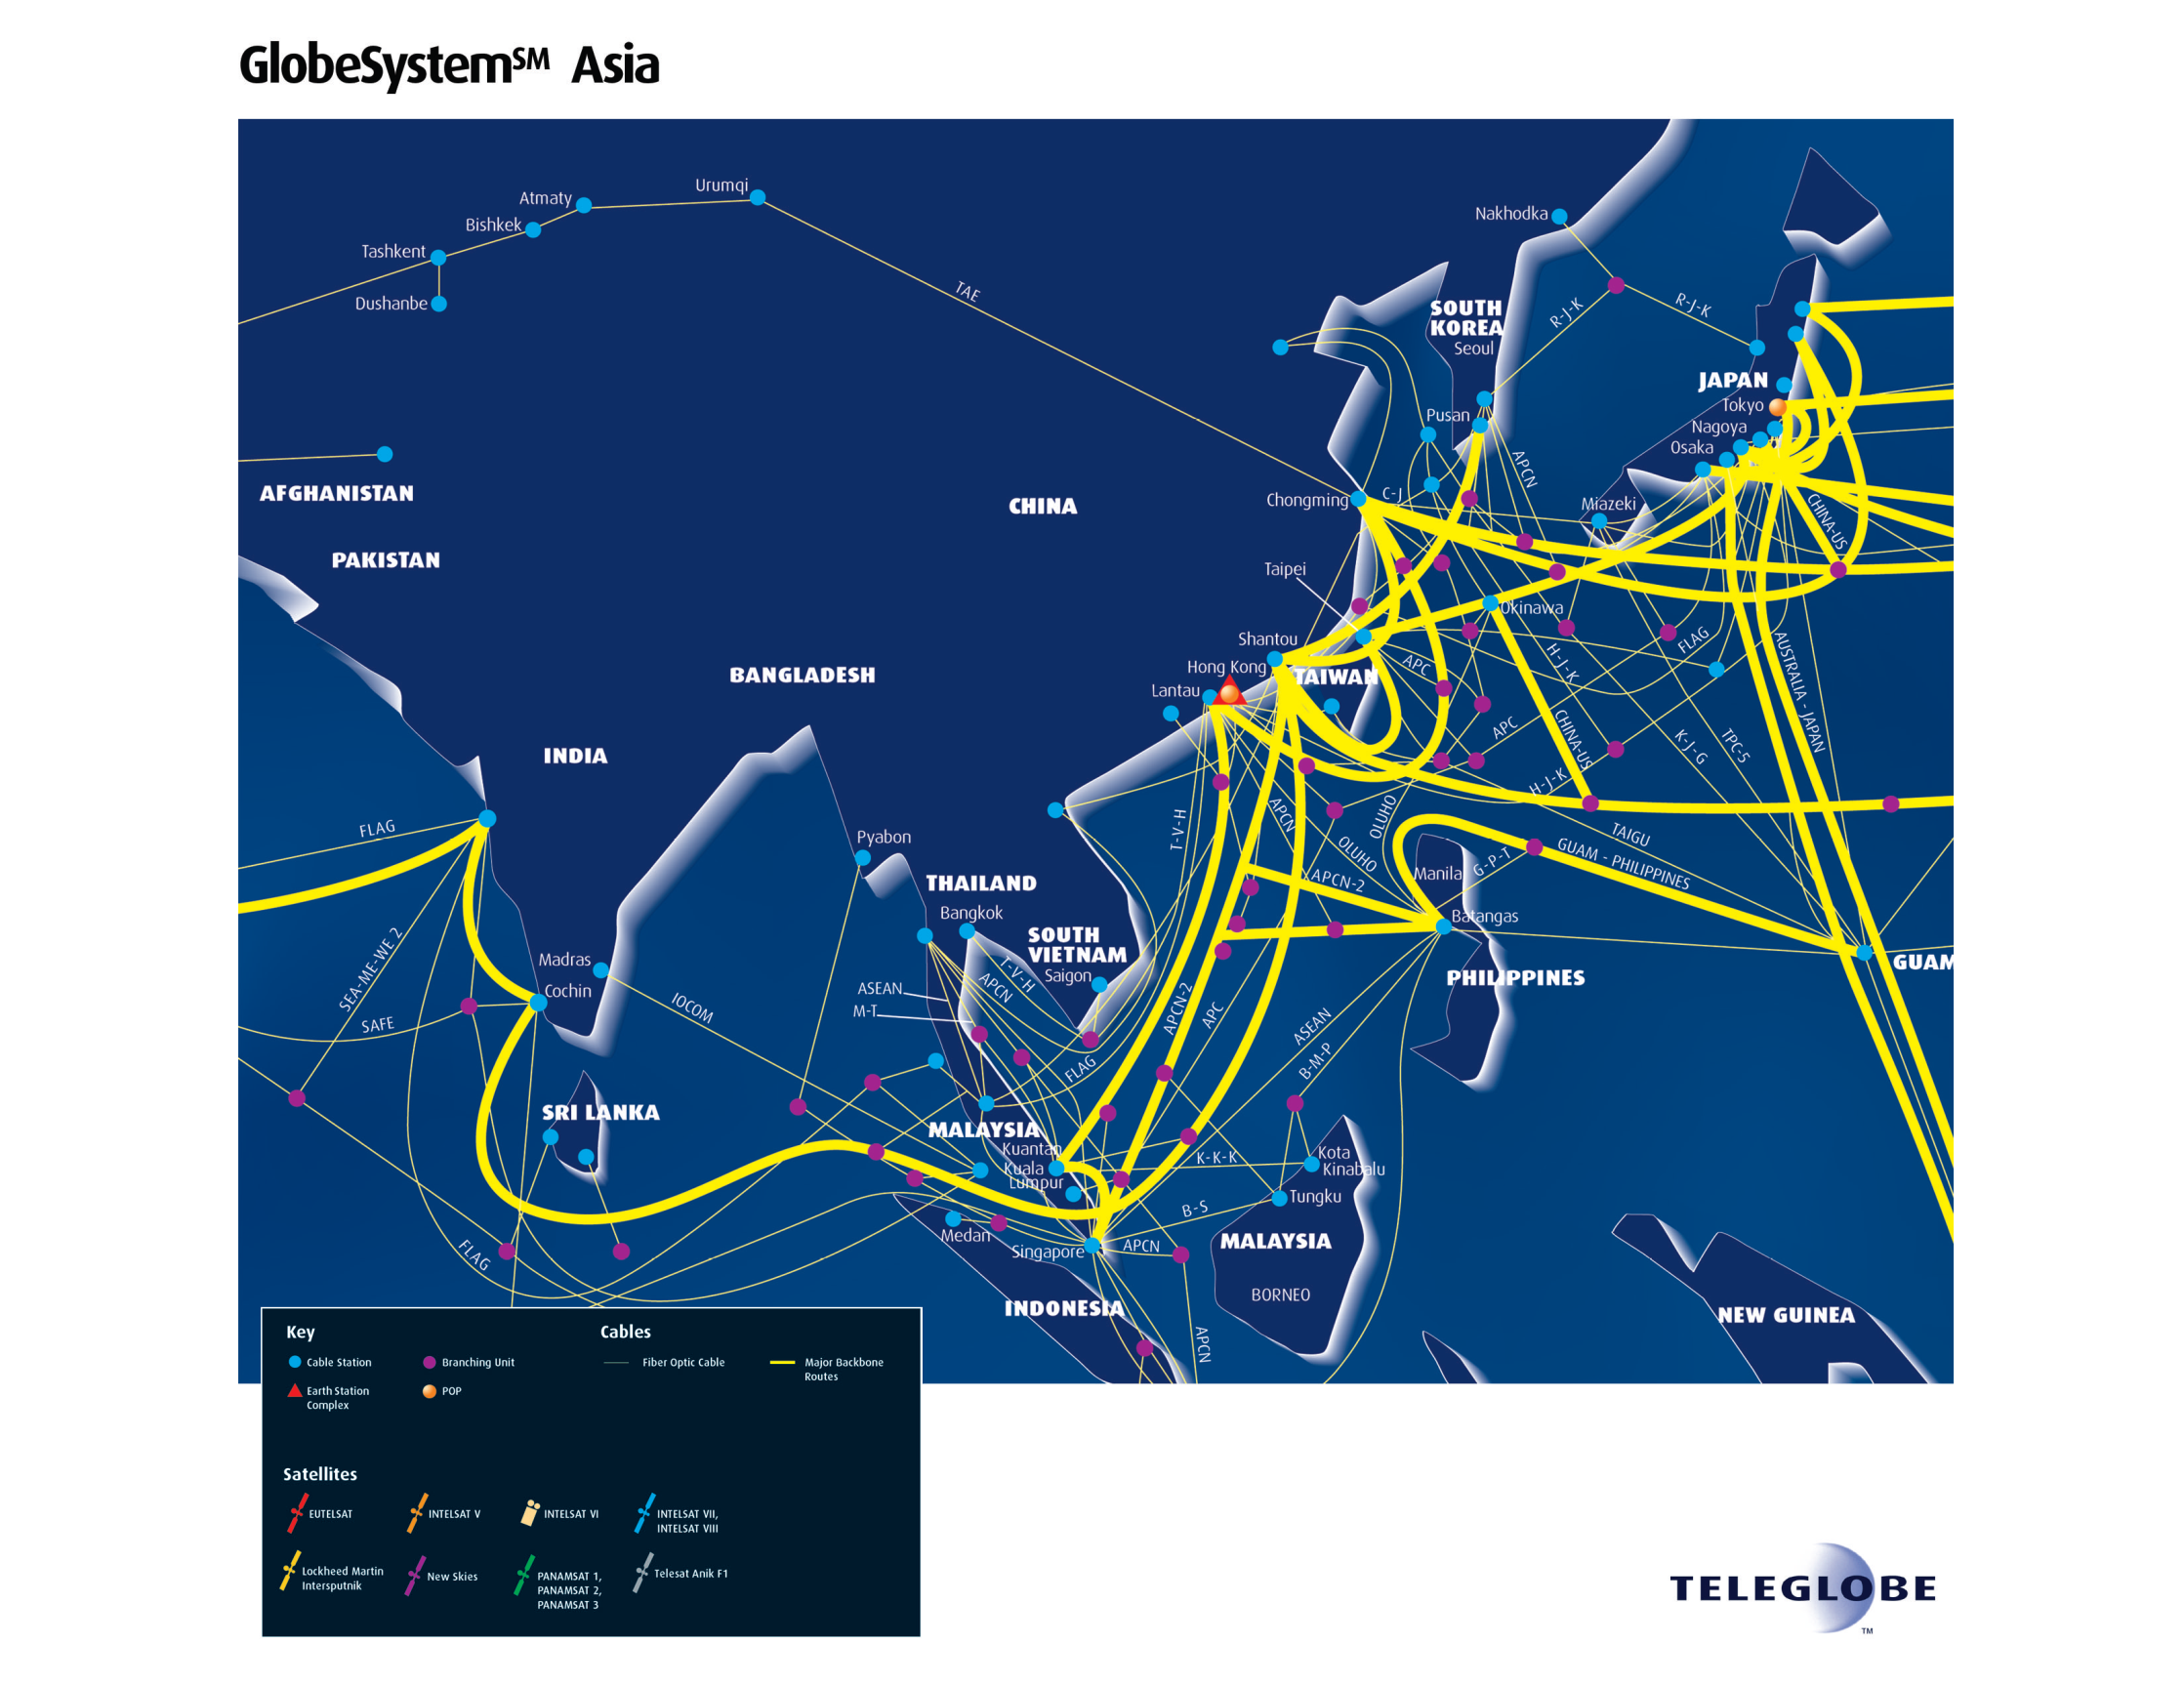 GlobeSystem℠ Asia
Urumqi
Atmaty
Bishkek
Nakhodka
Tashkent
Dushanbe
TAE
R-J-K
R-J-K
SOUTH
KOREA
Seoul
JAPAN
Tokyo
Pusan
Nagoya
Osaka
APCN
AFGHANISTAN
CHINA
Chongming
C-J
Miazeki
CHINA-US
PAKISTAN
Taipei
Okinawa
Shantou
FLAG
Hong Kong
APC
H-J-K
TAIWAN
BANGLADESH
Lantau
AUSTRALIA - JAPAN
APC
CHINA-US
K-J-G
TPC-5
INDIA
H-J-K
FLAG
T-V-H
APCN
OLUHO
OLUHO
TAIGU
Pyabon
GUAM - PHILIPPINES
G-P-T
Manila
APCN-2
THAILAND
Bangkok
Batangas
SOUTH
VIETNAM
SEA-ME-WE 2
Madras
Saigon
T-V-H
APCN
GUAM
PHILIPPINES
Cochin
ASEAN
IOCOM
M-T
APCN-2
APC
SAFE
ASEAN
B-M-P
FLAG
SRI LANKA
MALAYSIA
Kuantan
Kuala
Lumpur
K-K-K
Kota
Kinabalu
Tungku
B-S
Medan
Singapore
APCN
MALAYSIA
FLAG
BORNEO
INDONESIA
NEW GUINEA
APCN
Key
Cables
Cable Station
Branching Unit
Fiber Optic Cable
Major Backbone
Routes
Earth Station
Complex
POP
Satellites
EUTELSAT
INTELSAT V
INTELSAT VI
INTELSAT VII,
INTELSAT VIII
Lockheed Martin
Intersputnik
New Skies
PANAMSAT 1,
PANAMSAT 2,
PANAMSAT 3
Telesat Anik F1
TELEGLOBE
TM